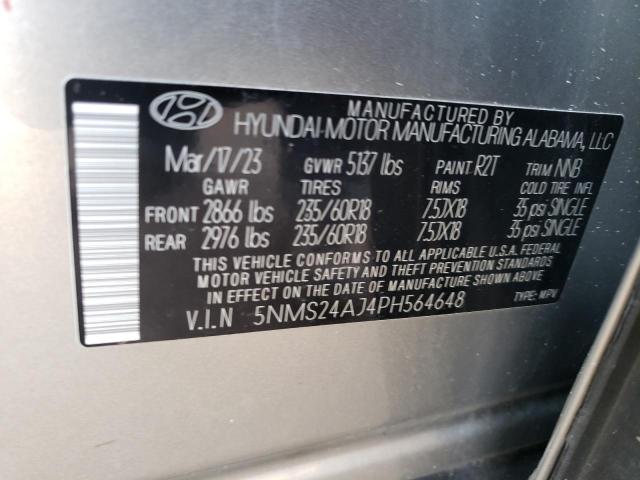 MANUFACTURED BY
HYUNDAI MOTOR MANUFACTURING ALABAMA, LLC
Mar/17/23 GVWR 5137 lbs PAINT R2T TRIM NNB
GAWR TIRES RIMS COLD TIRE INFL
FRONT 2866 lbs 235/60R18 7.5JX18 35 psi SINGLE
REAR 2976 lbs 235/60R18 7.5JX18 35 psi SINGLE
THIS VEHICLE CONFORMS TO ALL APPLICABLE U.S.A. FEDERAL
MOTOR VEHICLE SAFETY AND THEFT PREVENTION STANDARDS
IN EFFECT ON THE DATE OF MANUFACTURE SHOWN ABOVE
V.I.N 5NMS24AJ4PH564648 TYPE: MPV